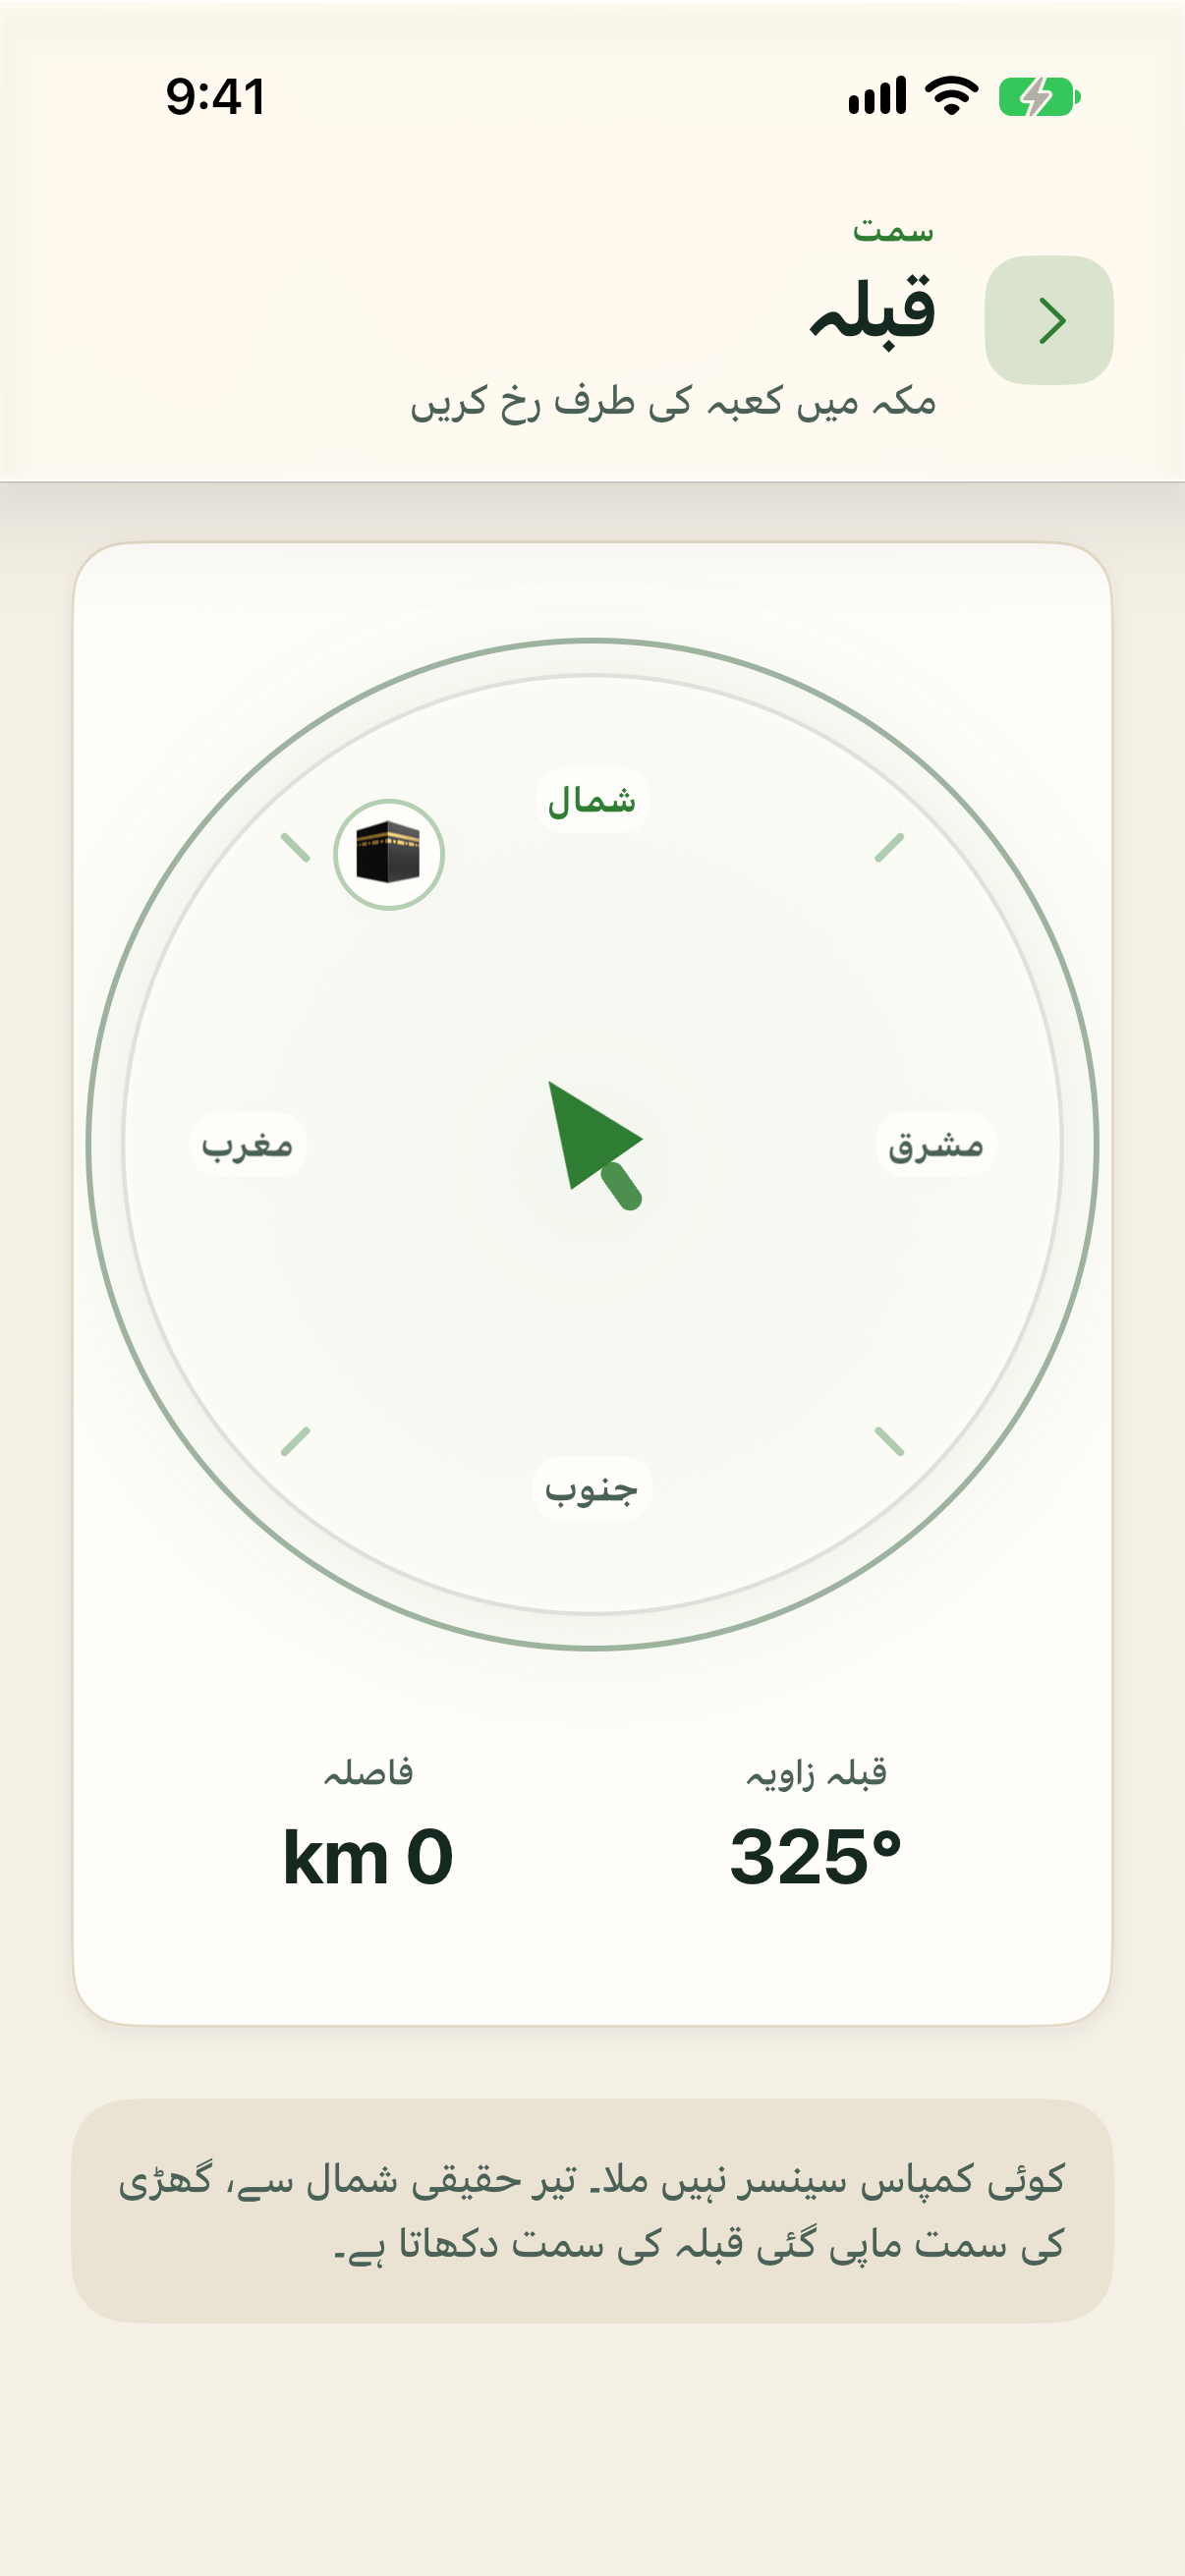 9:41
سمت
قبلہ
مکہ میں کعبہ کی طرف رخ کریں
شمال
مشرق
مغرب
جنوب
قبلہ زاویہ
325°
فاصلہ
km 0
کوئی کمپاس سینسر نہیں ملا۔ تیر حقیقی شمال سے، گھڑی
کی سمت ماپی گئی قبلہ کی سمت دکھاتا ہے۔